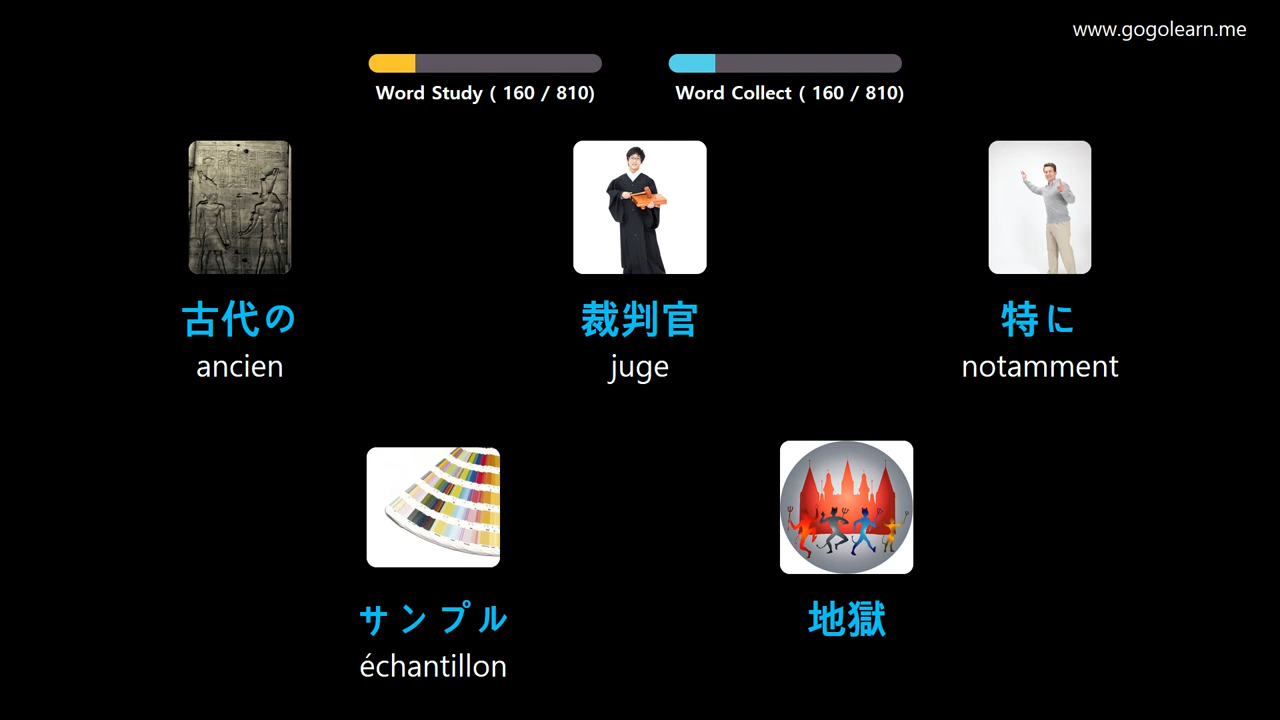 www.gogolearn.me
Word Study ( 160 / 810)
Word Collect ( 160 / 810)
古代の
ancien
裁判官
juge
特に
notamment
サンプル
échantillon
地獄